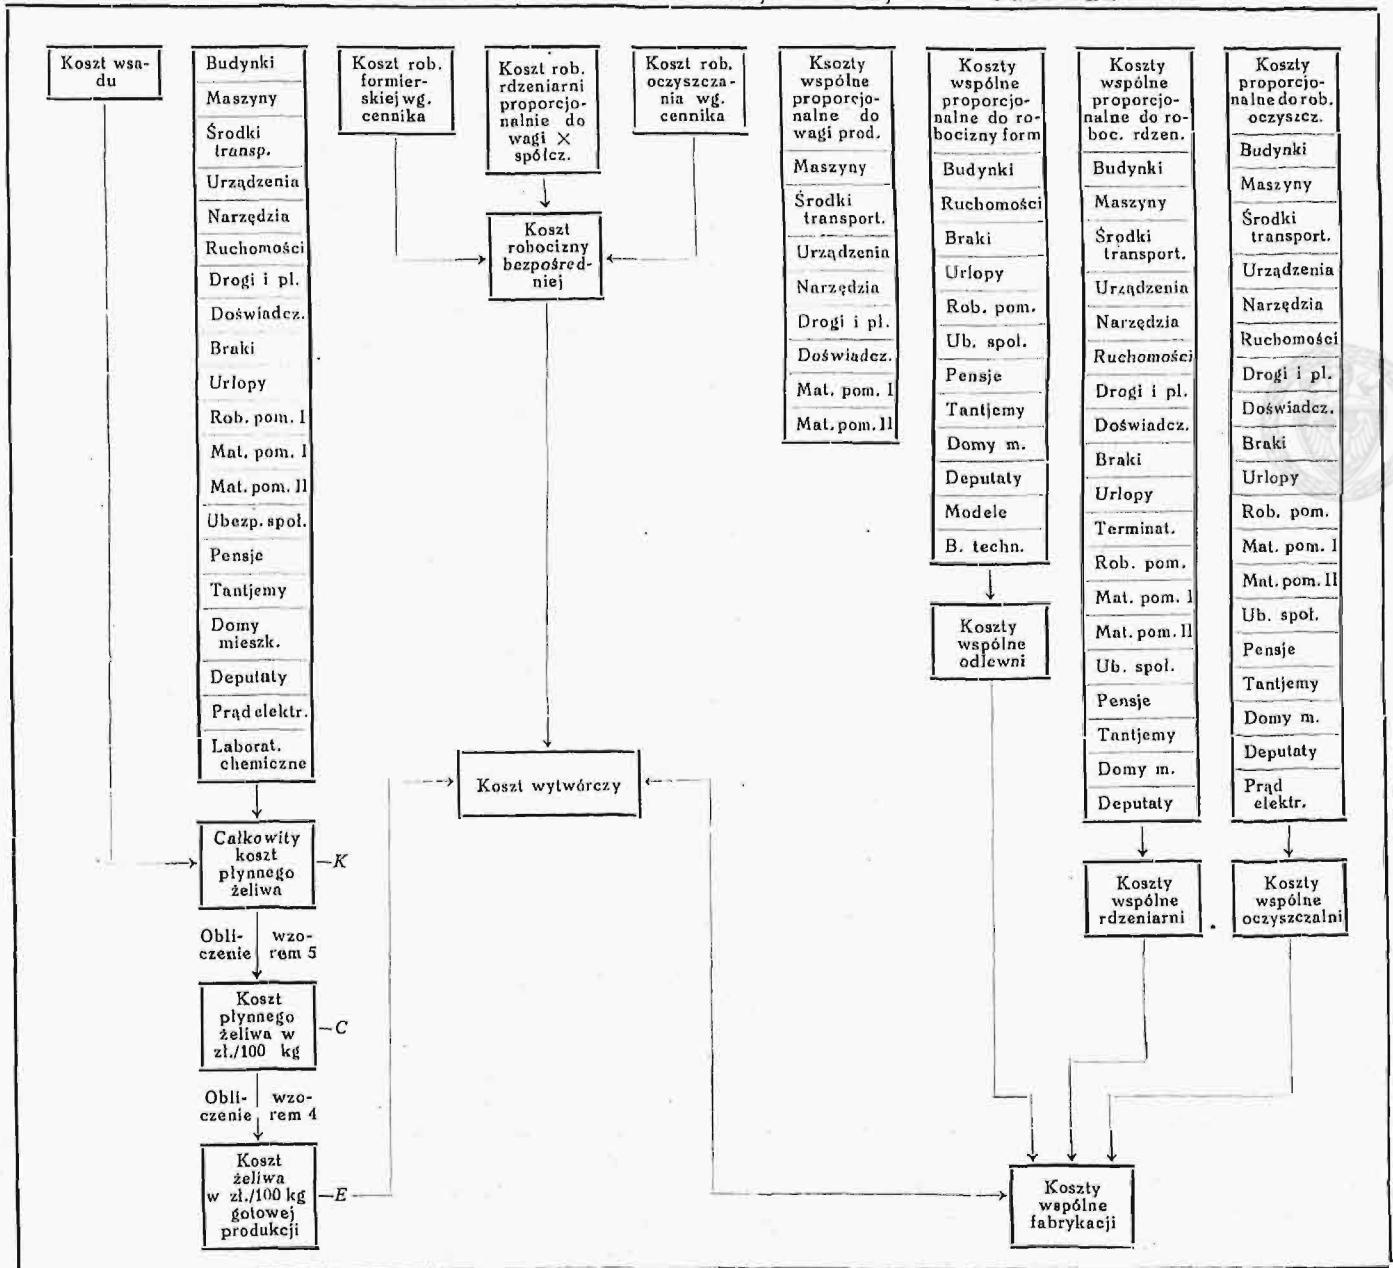 Koszt wsa-
du
Budynki
Maszyny
Środki
transp.
Urządzenia
Narzędzia
Ruchomości
Drogi i pl.
Doświadcz.
Braki
Urlopy
Rob. pom. I
Mat. pom. I
Mat. pom. II
Ubezp. społ.
Pensje
Tantjemy
Domy
mieszk.
Deputaty
Prąd elektr.
Laborat.
chemiczne
Całkowity
koszt
płynnego
żeliwa
K
Obli- wzo-
czenie rem 5
Koszt
płynnego
żeliwa w
zł./100 kg
C
Obli- wzo-
czenie rem 4
Koszt
żeliwa
w zł./100 kg
gotowej
produkcji
E
Koszt rob.
formier-
skiej wg.
cennika
Koszt rob.
rdzeniarni
proporcjo-
nalnie do
wagi X
spółcz.
Koszt rob.
oczyszcza-
nia wg.
cennika
Koszt
robocizny
bezpośred-
niej
Koszt wytwórczy
Ksozty
wspólne
proporcjo-
nalne do
wagi prod.
Maszyny
Środki
transport.
Urządzenia
Narzędzia
Drogi i pl.
Doświadcz.
Mat. pom. I
Mat. pom. II
Koszty
wspólne
proporcjo-
nalne do ro-
bocizny form
Budynki
Ruchomości
Braki
Urlopy
Rob. pom.
Ub. społ.
Pensje
Tantjemy
Domy m.
Deputaty
Modele
B. techn.
Koszty
wspólne
odlewni
Koszty
wspólne
proporcjo-
nalne do ro-
boc. rdzen.
Budynki
Maszyny
Środki
transport.
Urządzenia
Narzędzia
Ruchomości
Drogi i pl.
Doświadcz.
Braki
Urlopy
Terminat.
Rob. pom.
Mat. pom. I
Mat. pom. II
Ub. społ.
Pensje
Tantjemy
Domy m.
Deputaty
Koszty
wspólne
rdzeniarni
Koszty
proporcjo-
nalne do rob.
oczyszcz.
Budynki
Maszyny
Środki
transport.
Urządzenia
Narzędzia
Ruchomości
Drogi i pl.
Doświadcz.
Braki
Urlopy
Rob. pom.
Mat. pom. I
Mat. pom. II
Ub. społ.
Pensje
Tantjemy
Domy m.
Deputaty
Prąd
elektr.
Koszty
wspólne
oczyszczalni
Koszty
wspólne
fabrykacji